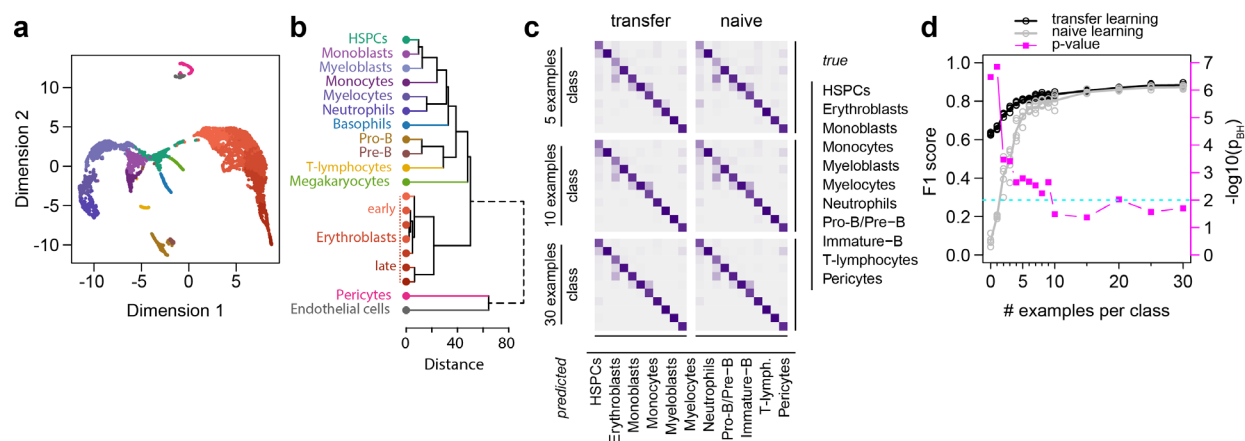 a
10
5
0
-5
-10
Dimension 2
-10
-5
0
5
Dimension 1
b
HSPCs
Monoblasts
Myeloblasts
Monocytes
Myelocytes
Neutrophils
Basophils
Pro-B
Pre-B
T-lymphocytes
Megakaryocytes
early
Erythroblasts
late
Pericytes
Endothelial cells
0
40
80
Distance
c
transfer
naive
5 examples
class
10 examples
class
30 examples
class
true
HSPCs
Erythroblasts
Monoblasts
Monocytes
Myeloblasts
Myelocytes
Neutrophils
Pro-B/Pre-B
Immature-B
T-lymphocytes
Pericytes
predicted
HSPCs
Erythroblasts
Monoblasts
Monocytes
Myeloblasts
Myelocytes
Neutrophils
Pro-B/Pre-B
Immature-B
T-lymph.
Pericytes
d
transfer learning
naive learning
p-value
1.0
0.8
0.6
0.4
0.2
0.0
F1 score
0
10
20
30
# examples per class
7
6
5
4
3
2
1
0
-log10(pBH)